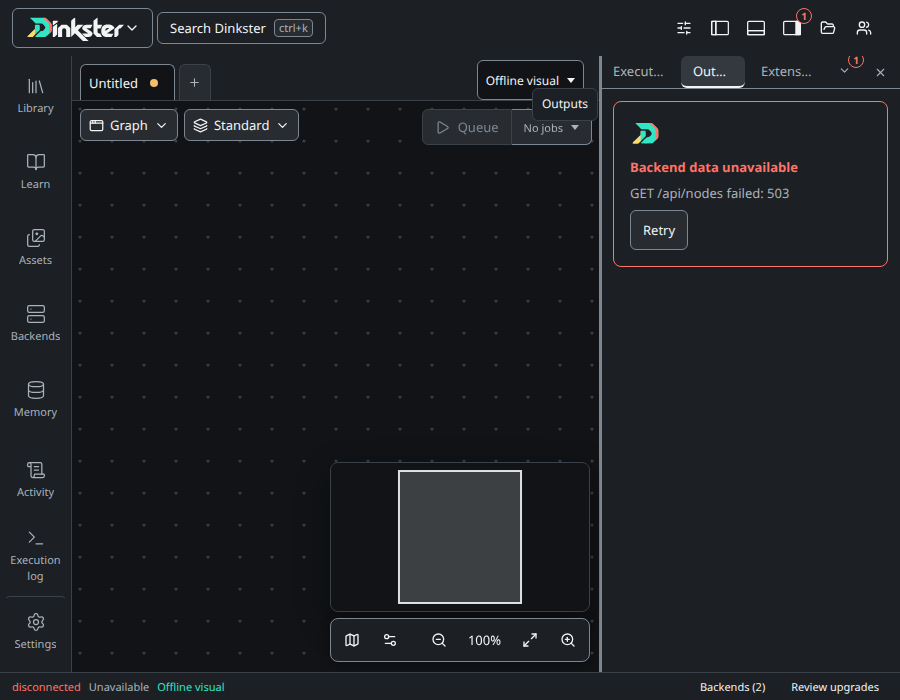 Dinkster
Search Dinkster ctrl+k
1
Library
Learn
Assets
Backends
Memory
Activity
Execution
log
Settings
Untitled
+
Offline visual
Outputs
Graph
Standard
Queue
No jobs
100%
Execut...
Out...
Extens...
1
Backend data unavailable
GET /api/nodes failed: 503
Retry
disconnected Unavailable Offline visual
Backends (2) Review upgrades